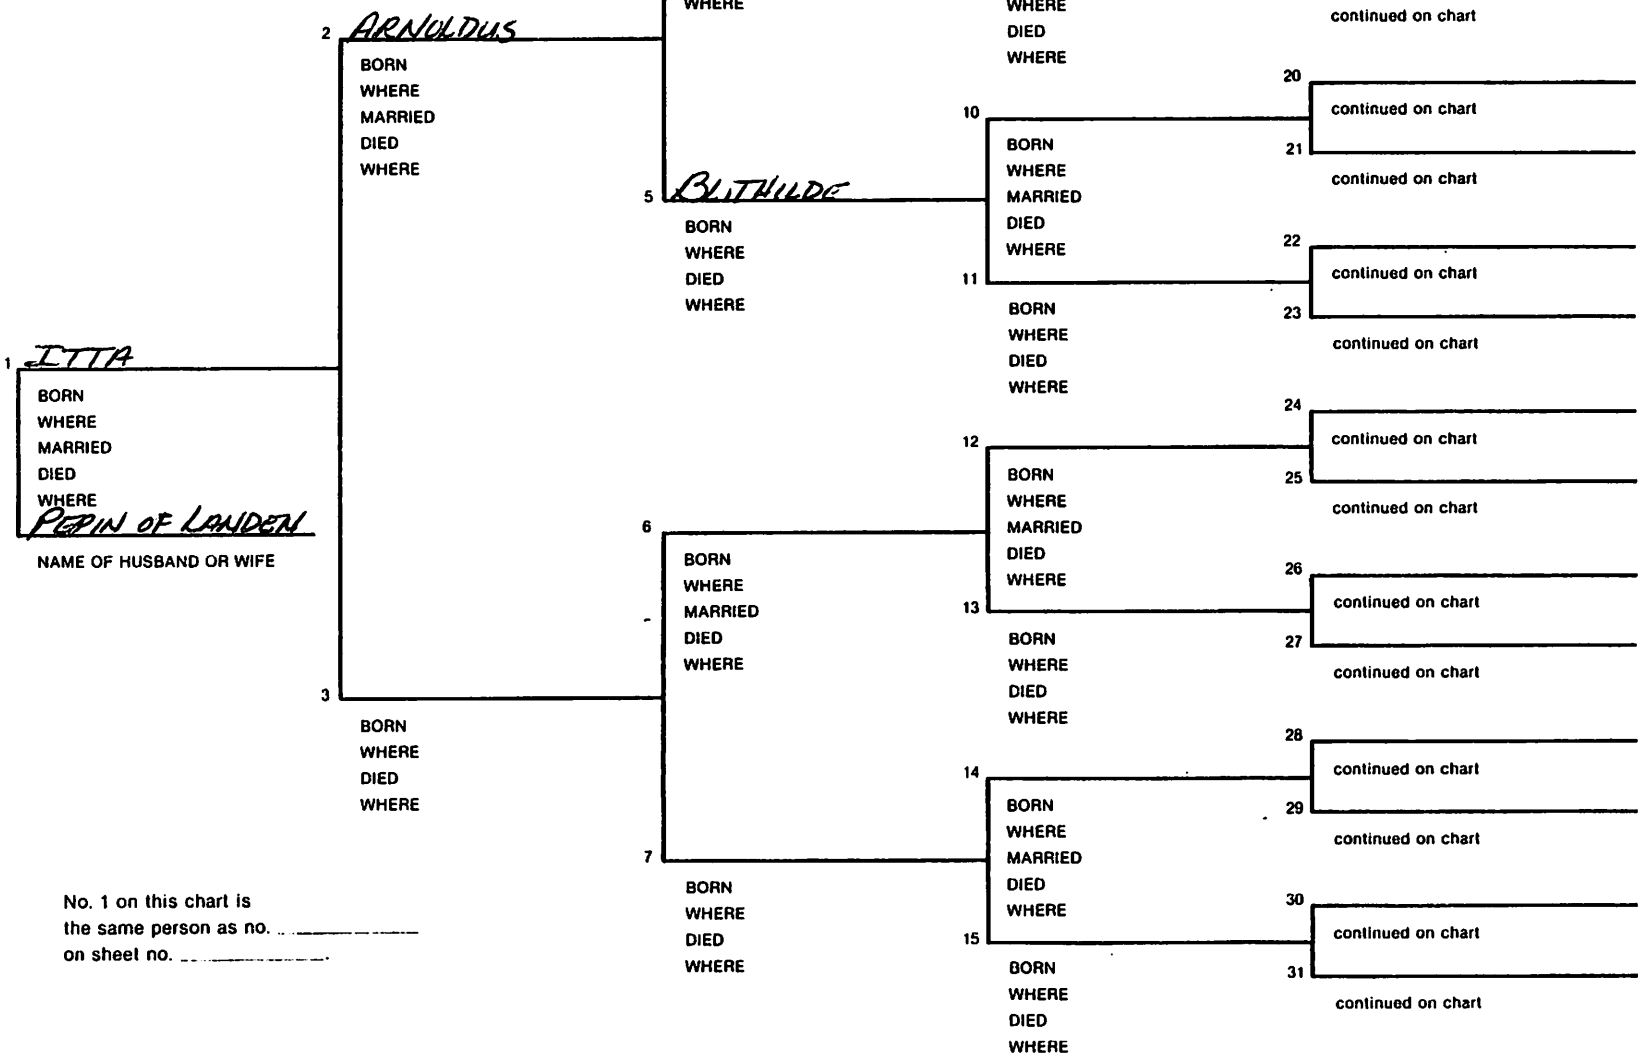 WHERE
WHERE
DIED
WHERE
continued on chart
2 ARNOLDUS
BORN
WHERE
MARRIED
DIED
WHERE
20
continued on chart
21
continued on chart
10
BORN
WHERE
MARRIED
DIED
WHERE
5 BLITHILDE
BORN
WHERE
DIED
WHERE
22
continued on chart
23
continued on chart
11
BORN
WHERE
DIED
WHERE
1 ITTA
BORN
WHERE
MARRIED
DIED
WHERE
PEPIN OF LANDEN
NAME OF HUSBAND OR WIFE
24
continued on chart
25
continued on chart
12
BORN
WHERE
MARRIED
DIED
WHERE
6
BORN
WHERE
MARRIED
DIED
WHERE
26
continued on chart
27
continued on chart
13
BORN
WHERE
DIED
WHERE
3
BORN
WHERE
DIED
WHERE
28
continued on chart
29
continued on chart
14
BORN
WHERE
MARRIED
DIED
WHERE
7
BORN
WHERE
DIED
WHERE
30
continued on chart
31
continued on chart
15
BORN
WHERE
DIED
WHERE
No. 1 on this chart is
the same person as no.
on sheet no.